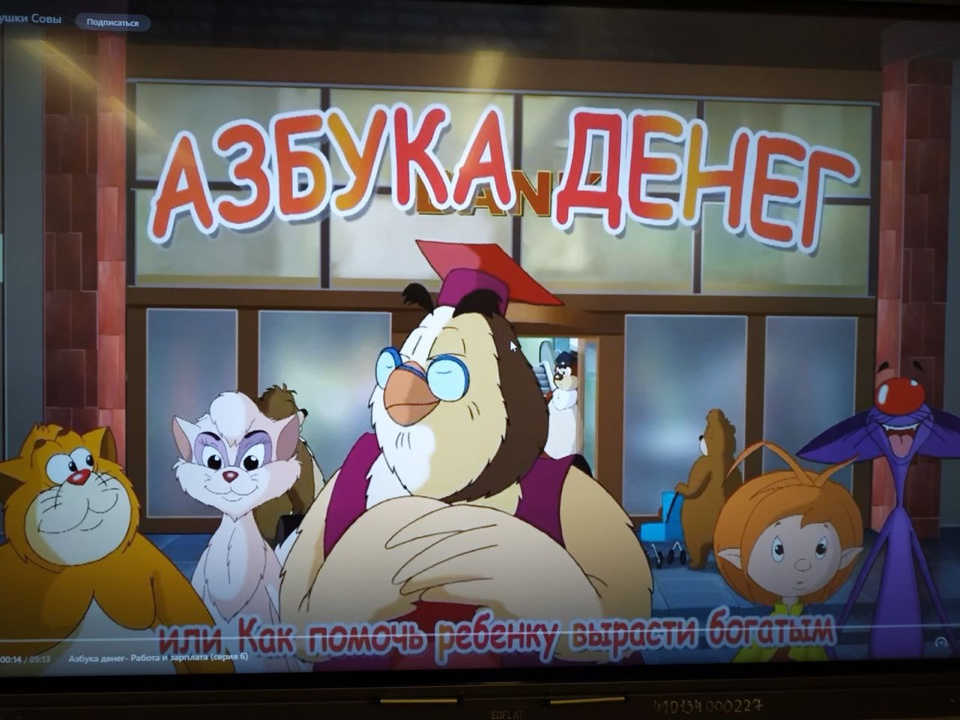 ушки Совы
Подписаться
АЗБУКА ДЕНЕГ
BANK
или Как помочь ребенку вырасти богатым
00:14 / 05:13 Азбука денег- Работа и зарплата (серия 6)
EDFLAT
410134000227